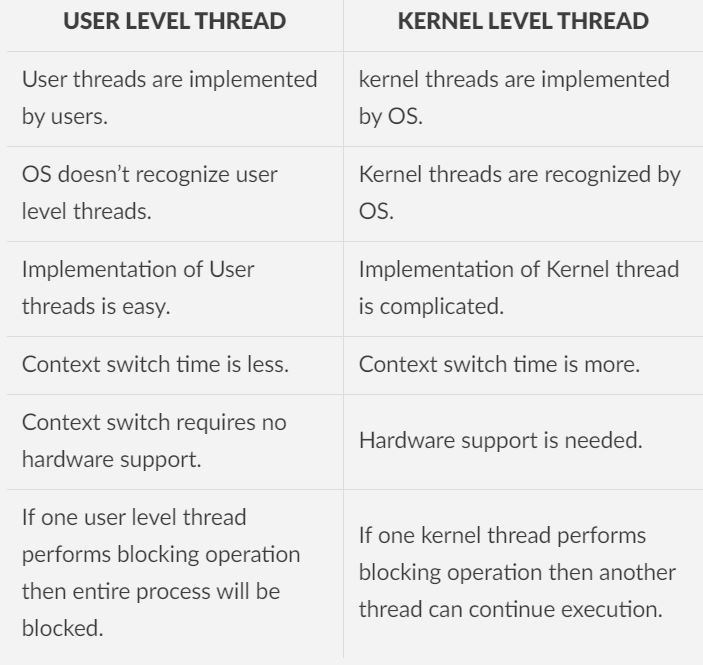 USER LEVEL THREAD
KERNEL LEVEL THREAD
User threads are implemented
by users.
kernel threads are implemented
by OS.
OS doesn’t recognize user
level threads.
Kernel threads are recognized by
OS.
Implementation of User
threads is easy.
Implementation of Kernel thread
is complicated.
Context switch time is less.
Context switch time is more.
Context switch requires no
hardware support.
Hardware support is needed.
If one user level thread
performs blocking operation
then entire process will be
blocked.
If one kernel thread performs
blocking operation then another
thread can continue execution.